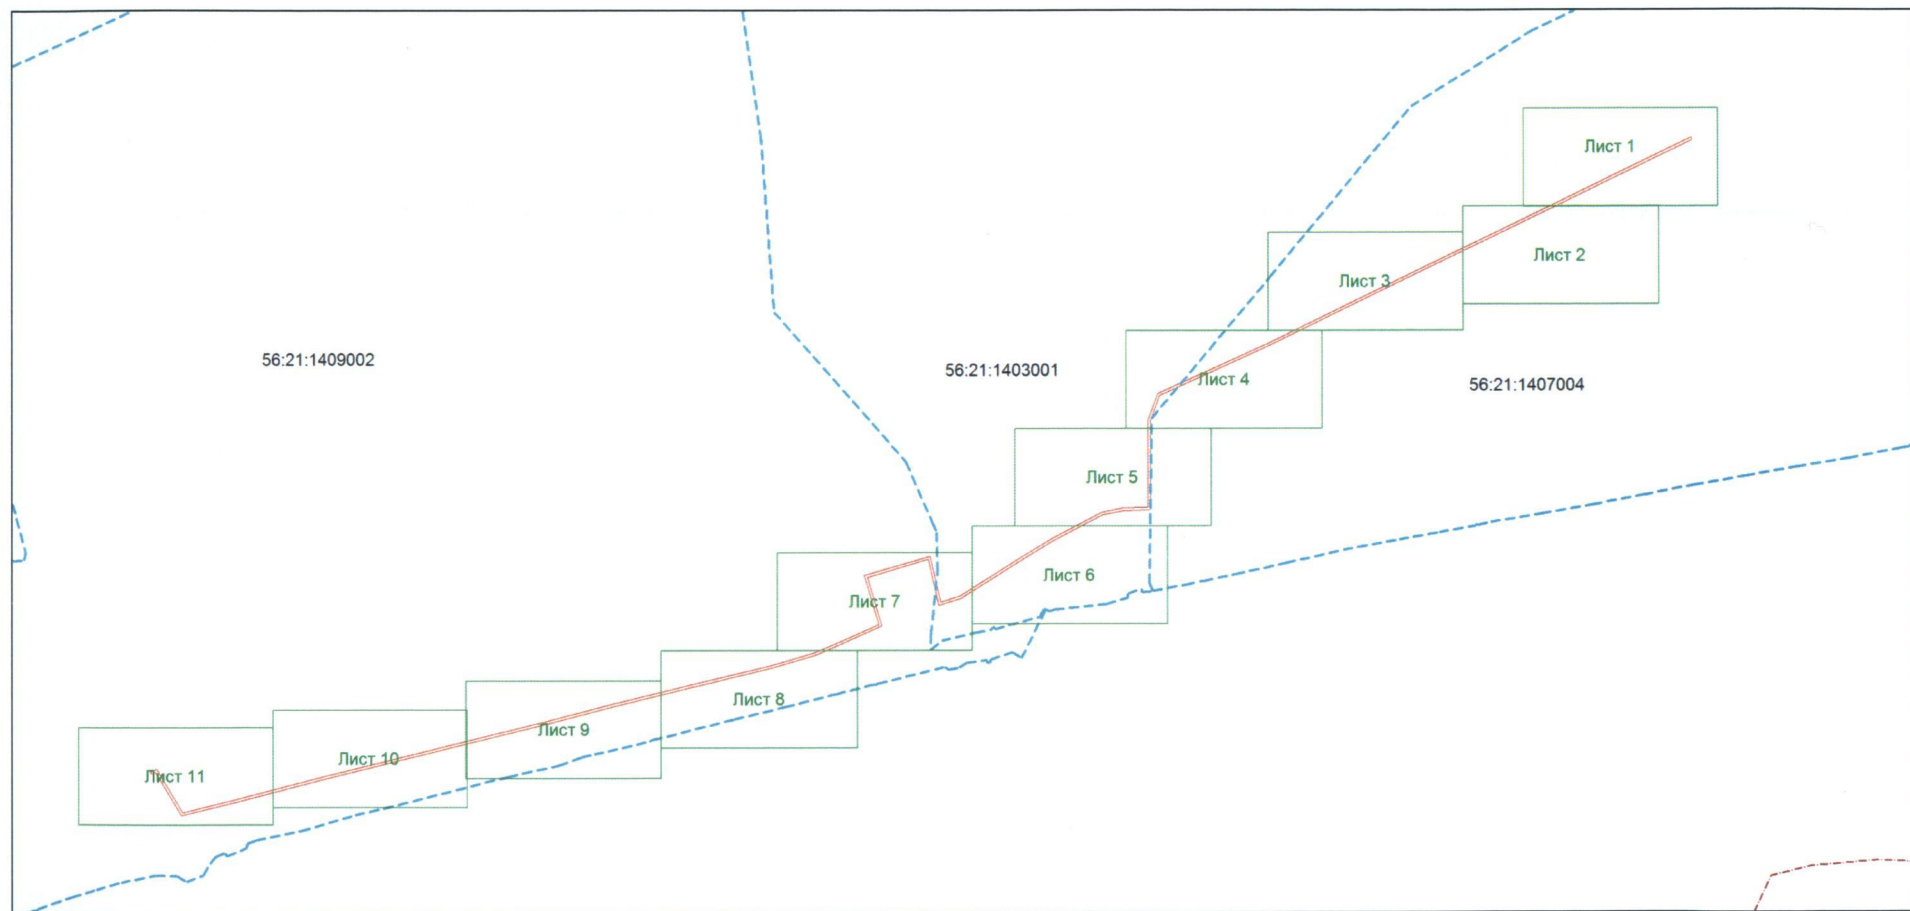 Лист 1
Лист 2
Лист 3
56:21:1409002
56:21:1403001
Лист 4
56:21:1407004
Лист 5
Лист 6
Лист 7
Лист 8
Лист 9
Лист 10
Лист 11